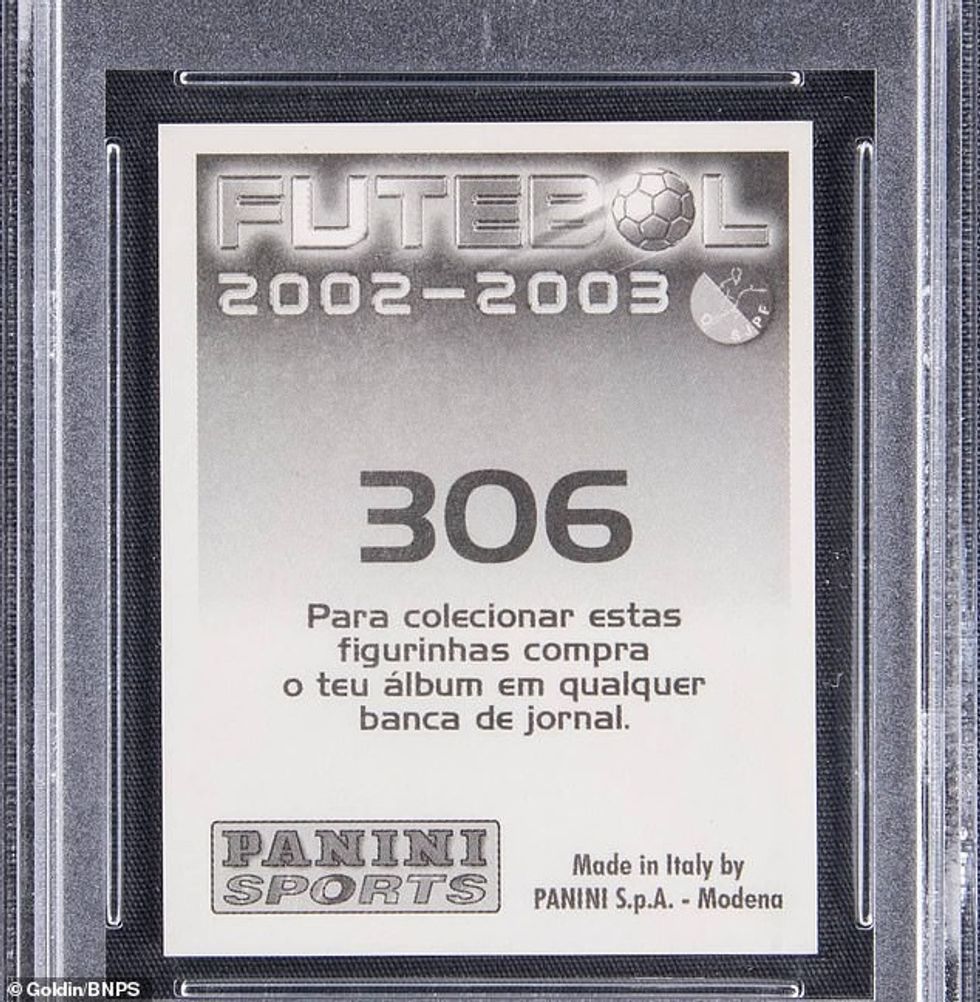 FUTEBOL
2002-2003
SJPF
306
Para colecionar estas
figurinhas compra
o teu álbum em qualquer
banca de jornal.
PANINI
SPORTS
Made in Italy by
PANINI S.p.A. - Modena
© Goldin/BNPS